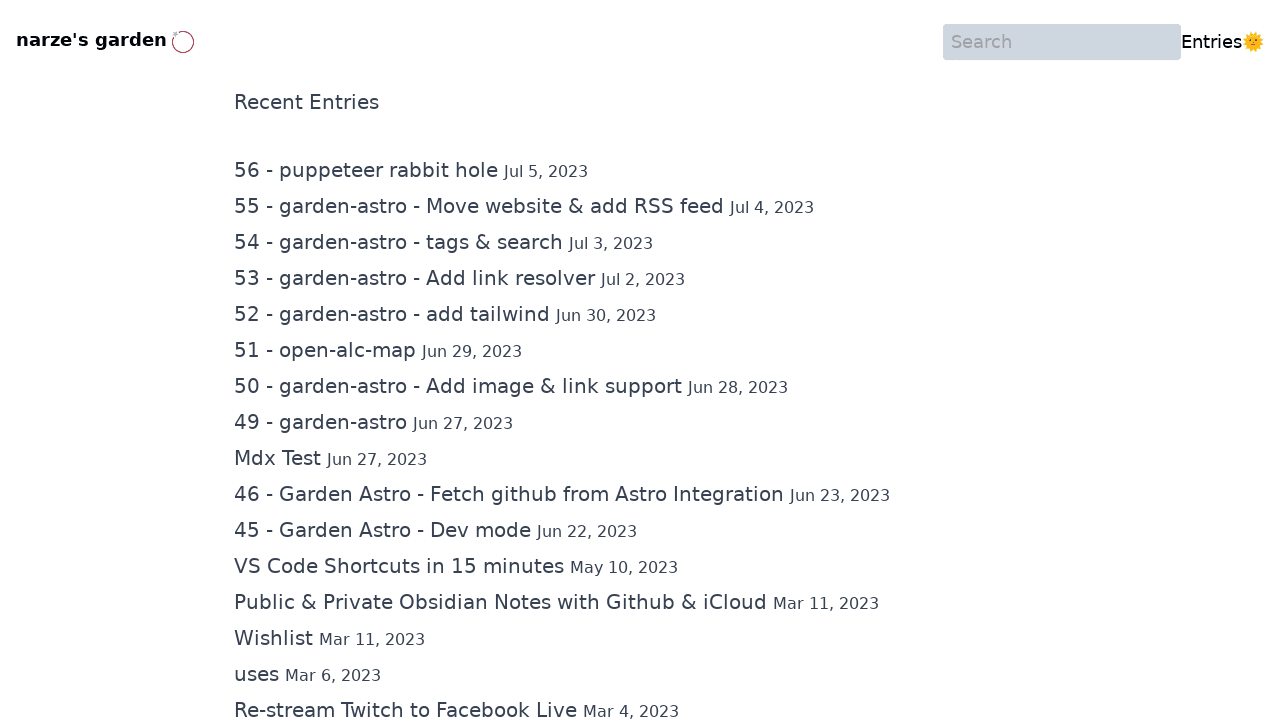 narze's garden
Search
Entries🌞
Recent Entries
56 - puppeteer rabbit hole Jul 5, 2023
55 - garden-astro - Move website & add RSS feed Jul 4, 2023
54 - garden-astro - tags & search Jul 3, 2023
53 - garden-astro - Add link resolver Jul 2, 2023
52 - garden-astro - add tailwind Jun 30, 2023
51 - open-alc-map Jun 29, 2023
50 - garden-astro - Add image & link support Jun 28, 2023
49 - garden-astro Jun 27, 2023
Mdx Test Jun 27, 2023
46 - Garden Astro - Fetch github from Astro Integration Jun 23, 2023
45 - Garden Astro - Dev mode Jun 22, 2023
VS Code Shortcuts in 15 minutes May 10, 2023
Public & Private Obsidian Notes with Github & iCloud Mar 11, 2023
Wishlist Mar 11, 2023
uses Mar 6, 2023
Re-stream Twitch to Facebook Live Mar 4, 2023